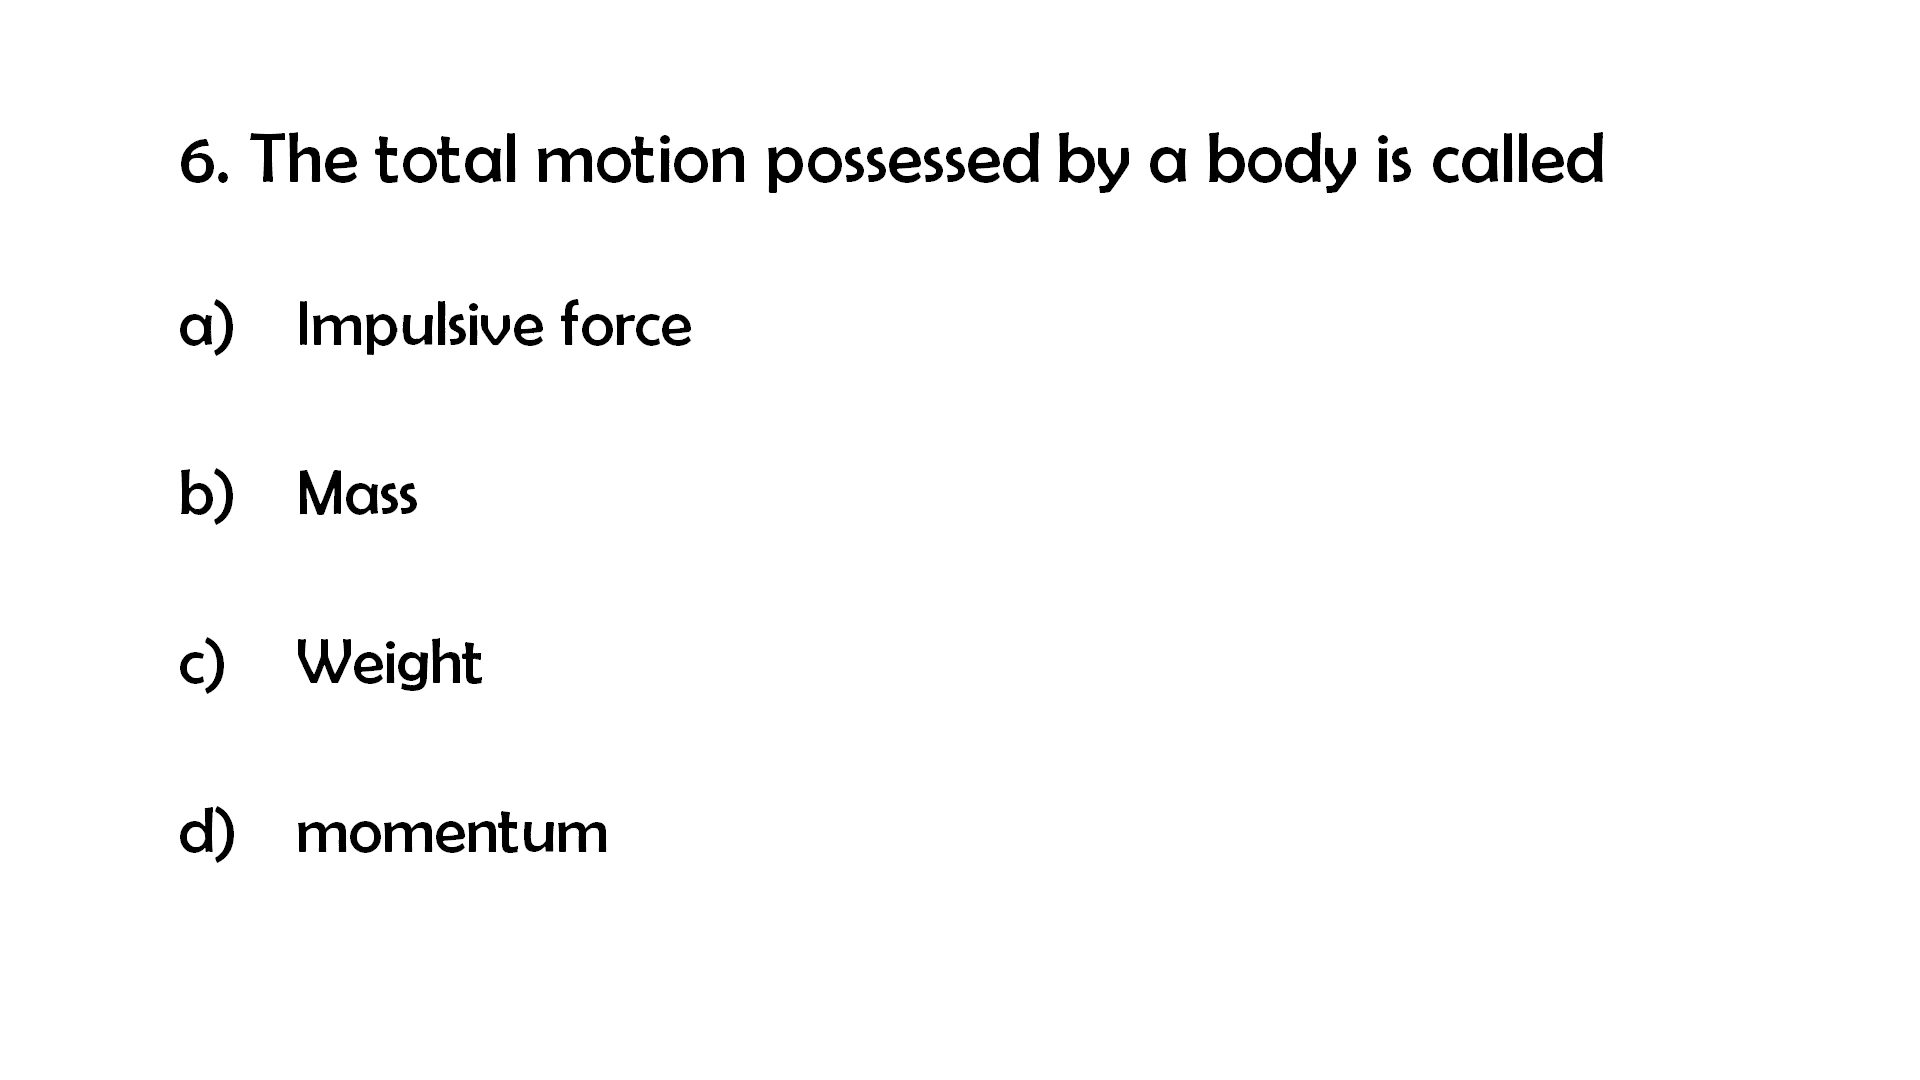 6. The total motion possessed by a body is called
a) Impulsive force
b) Mass
c) Weight
d) momentum